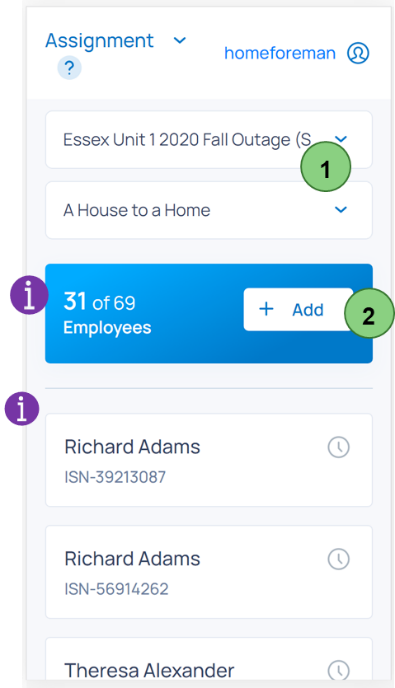 Assignment
?
homeforeman
Essex Unit 1 2020 Fall Outage (S...
1
A House to a Home
i
31 of 69
Employees
+ Add
2
i
Richard Adams
ISN-39213087
Richard Adams
ISN-56914262
Theresa Alexander